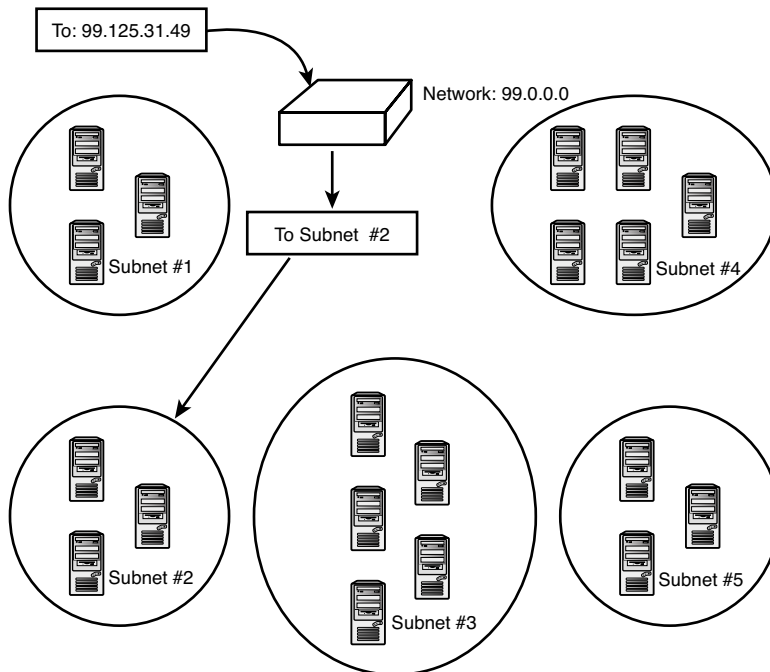 To: 99.125.31.49
Network: 99.0.0.0
To Subnet #2
Subnet #1
Subnet #4
Subnet #2
Subnet #3
Subnet #5